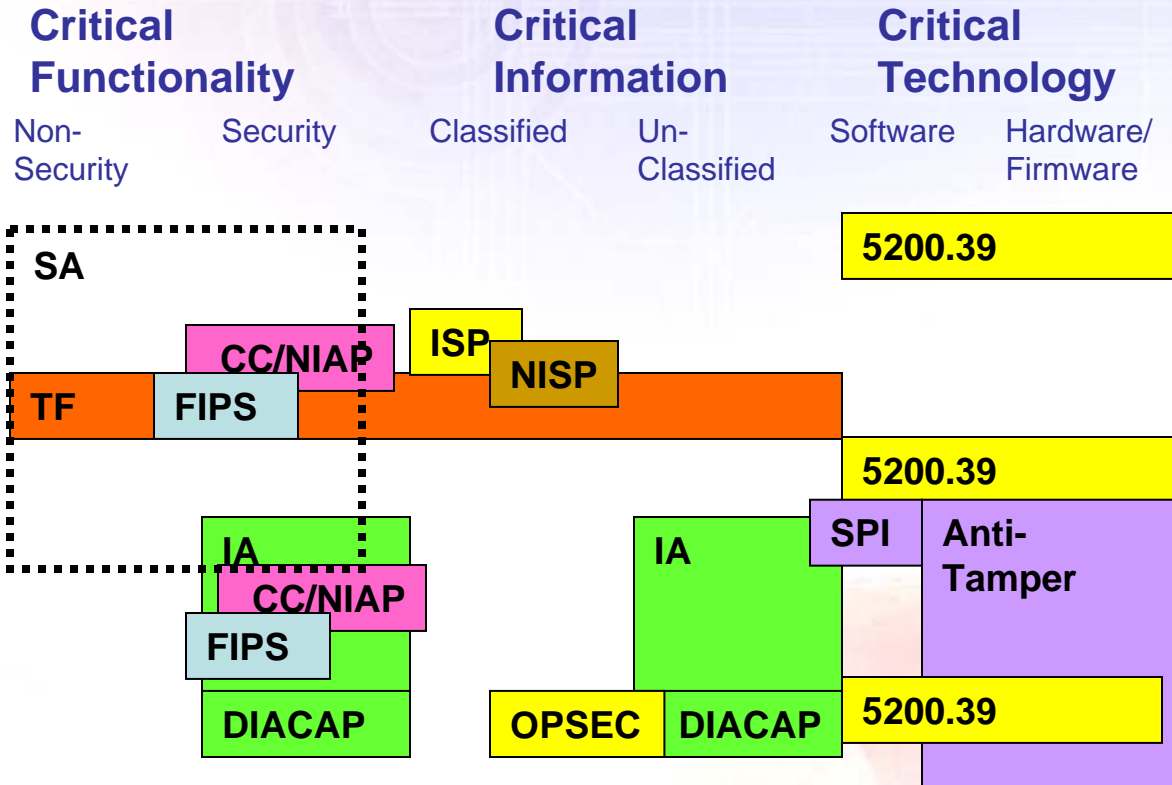 Critical Functionality
Critical Information
Critical Technology
Non-Security
Security
Classified
Un-Classified
Software
Hardware/Firmware
SA
5200.39
CC/NIAP
ISP
NISP
TF
FIPS
5200.39
IA
IA
SPI
Anti-Tamper
CC/NIAP
FIPS
DIACAP
OPSEC
DIACAP
5200.39